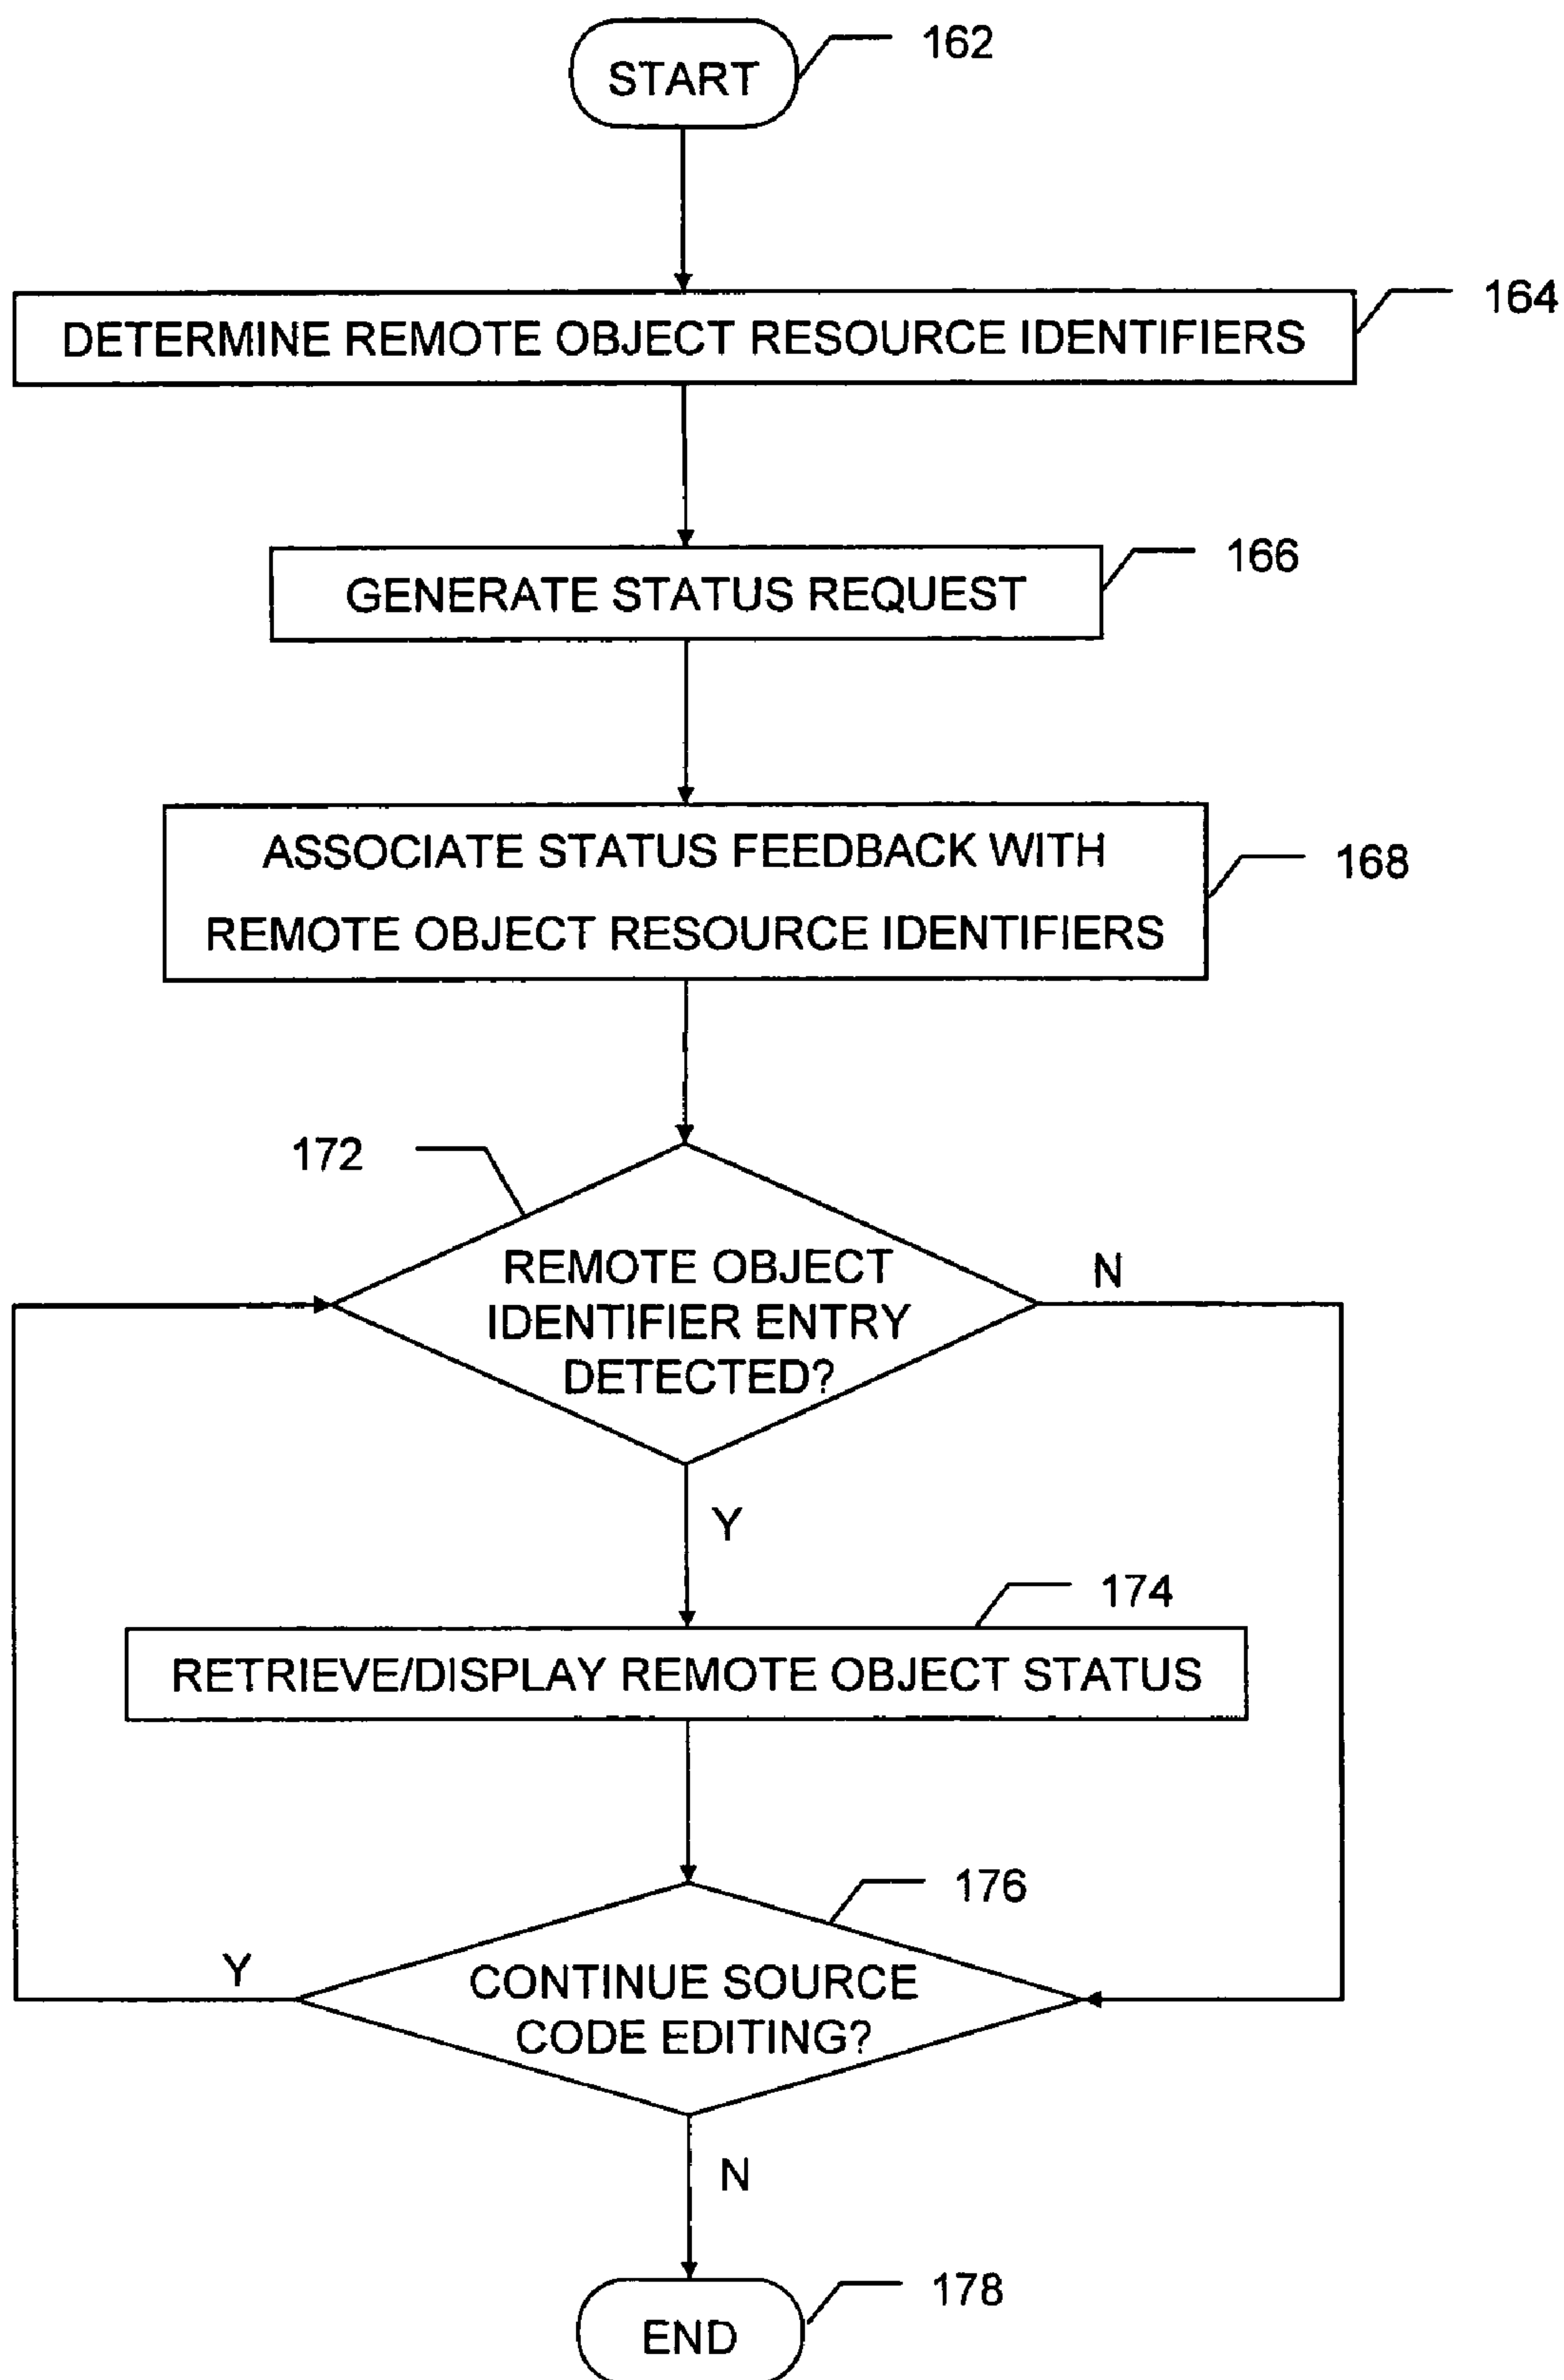 162
START
164
DETERMINE REMOTE OBJECT RESOURCE IDENTIFIERS
166
GENERATE STATUS REQUEST
ASSOCIATE STATUS FEEDBACK WITH
168
REMOTE OBJECT RESOURCE IDENTIFIERS
172
REMOTE OBJECT
N
IDENTIFIER ENTRY
DETECTED?
Y
174
RETRIEVE/DISPLAY REMOTE OBJECT STATUS
176
Y
CONTINUE SOURCE
CODE EDITING?
N
178
END